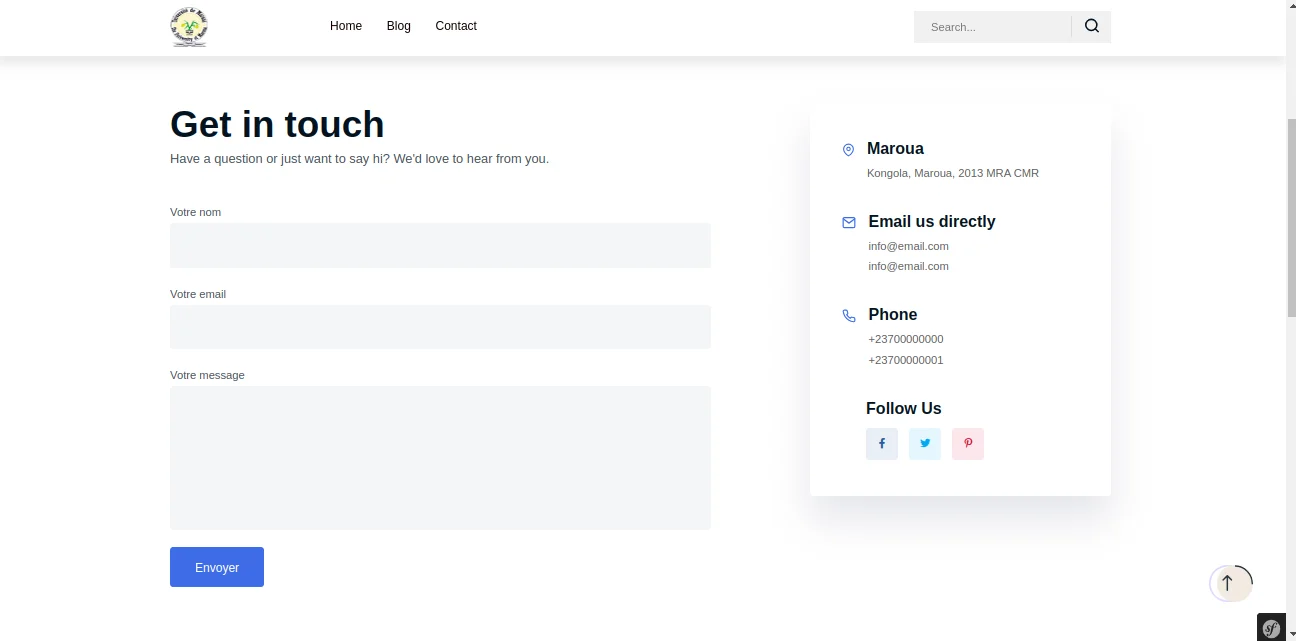 Home Blog Contact
Search...
Get in touch
Have a question or just want to say hi? We'd love to hear from you.
Votre nom
Votre email
Votre message
Envoyer
Maroua
Kongola, Maroua, 2013 MRA CMR
Email us directly
info@email.com
info@email.com
Phone
+23700000000
+23700000001
Follow Us
sf